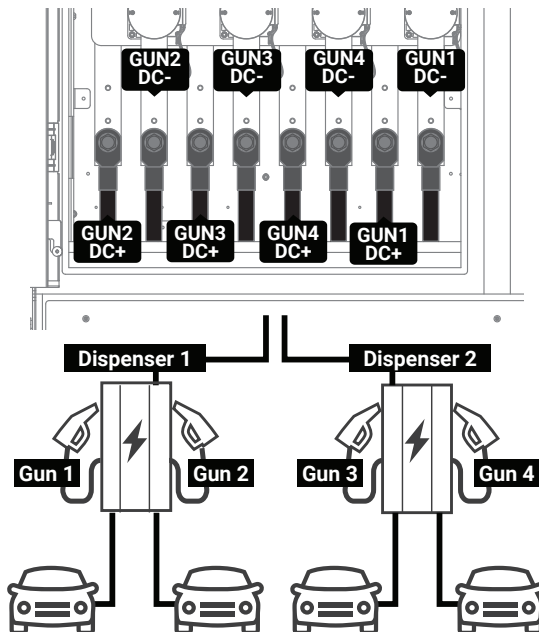 GUN2
DC-
GUN3
DC-
GUN4
DC-
GUN1
DC-
GUN2
DC+
GUN3
DC+
GUN4
DC+
GUN1
DC+
Dispenser 1
Dispenser 2
Gun 1
Gun 2
Gun 3
Gun 4